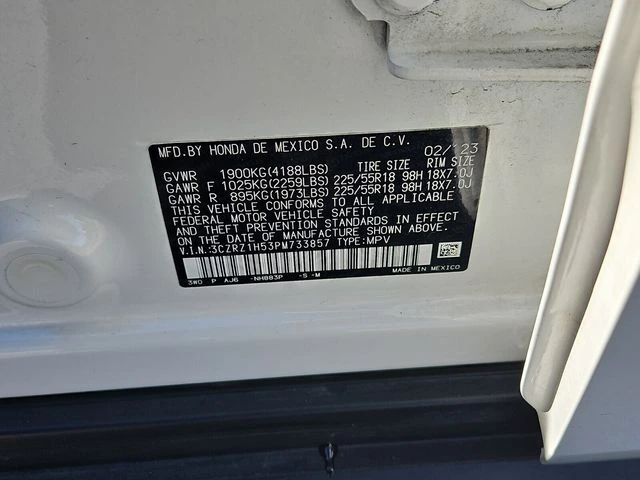 MFD.BY HONDA DE MEXICO S.A. DE C.V. 02/'23
TIRE SIZE RIM SIZE
GVWR 1900KG(4188LBS)
GAWR F 1025KG(2259LBS) 225/55R18 98H 18X7.0J
GAWR R 895KG(1973LBS) 225/55R18 98H 18X7.0J
THIS VEHICLE CONFORMS TO ALL APPLICABLE
FEDERAL MOTOR VEHICLE SAFETY
AND THEFT PREVENTION STANDARDS IN EFFECT
ON THE DATE OF MANUFACTURE SHOWN ABOVE.
V.I.N.:3CZRZ1H53PM733857 TYPE:MPV
3WO P AJ6 -NH883P -S -M
MADE IN MEXICO